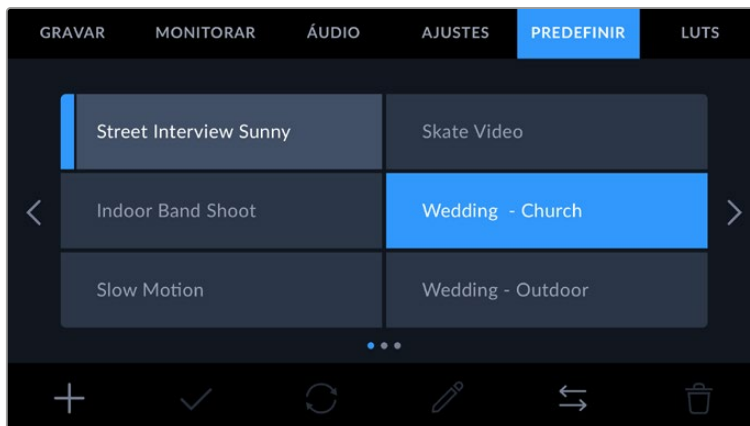 GRAVAR MONITORAR ÁUDIO AJUSTES PREDEFINIR LUTS
Street Interview Sunny Skate Video
Indoor Band Shoot Wedding - Church
Slow Motion Wedding - Outdoor